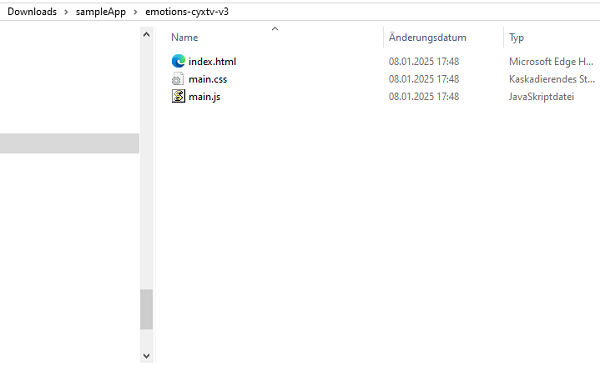 Downloads > sampleApp > emotions-cyxtv-v3
Name Änderungsdatum Typ
index.html 08.01.2025 17:48 Microsoft Edge H...
main.css 08.01.2025 17:48 Kaskadierendes St...
main.js 08.01.2025 17:48 JavaSkriptdatei